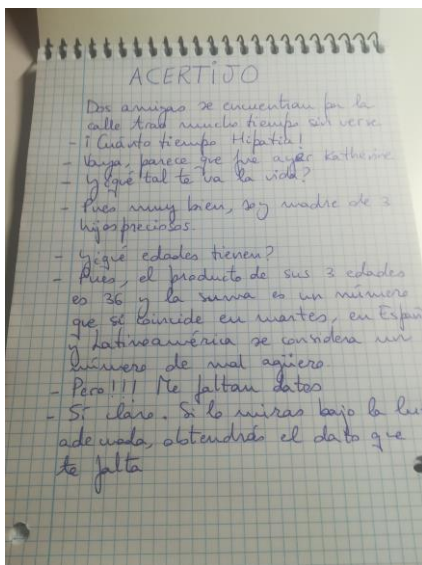 ACERTIJO
Dos amigas se encuentran por la
calle tras mucho tiempo sin verse
- ¡Cuánto tiempo Hipatia!
- Vaya, parece que fue ayer Katherine
- y ¿qué tal te va la vida?
- Pues muy bien, soy madre de 3
hijos preciosos.
- y ¿qué edades tienen?
- Pues, el producto de sus 3 edades
es 36 y la suma es un número
que si coincide en martes, en Españ
y Latinoamérica se considera un
número de mal agüero.
- Pero!!! Me faltan datos
- Sí claro. Si lo miras bajo la lu
adecuada, obtendrás el dato que
te falta